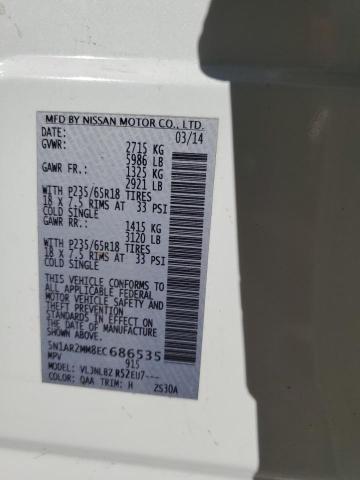 MFD BY NISSAN MOTOR CO., LTD.
DATE: 03/14
GVWR: 2715 KG
5986 LB
GAWR FR.: 1325 KG
2921 LB
WITH P235/65R18 TIRES
18 X 7.5 RIMS AT 33 PSI
COLD SINGLE
GAWR RR.: 1415 KG
3120 LB
WITH P235/65R18 TIRES
18 X 7.5 RIMS AT 33 PSI
COLD SINGLE
THIS VEHICLE CONFORMS TO
ALL APPLICABLE FEDERAL
MOTOR VEHICLE SAFETY AND
THEFT PREVENTION
STANDARDS IN EFFECT ON
THE DATE OF MANUFACTURE
SHOWN ABOVE.
5N1AR2MM8EC686535
MPV 915
MODEL: VLJNLBZ R52EU7---
COLOR: QAA TRIM: H 2S30A